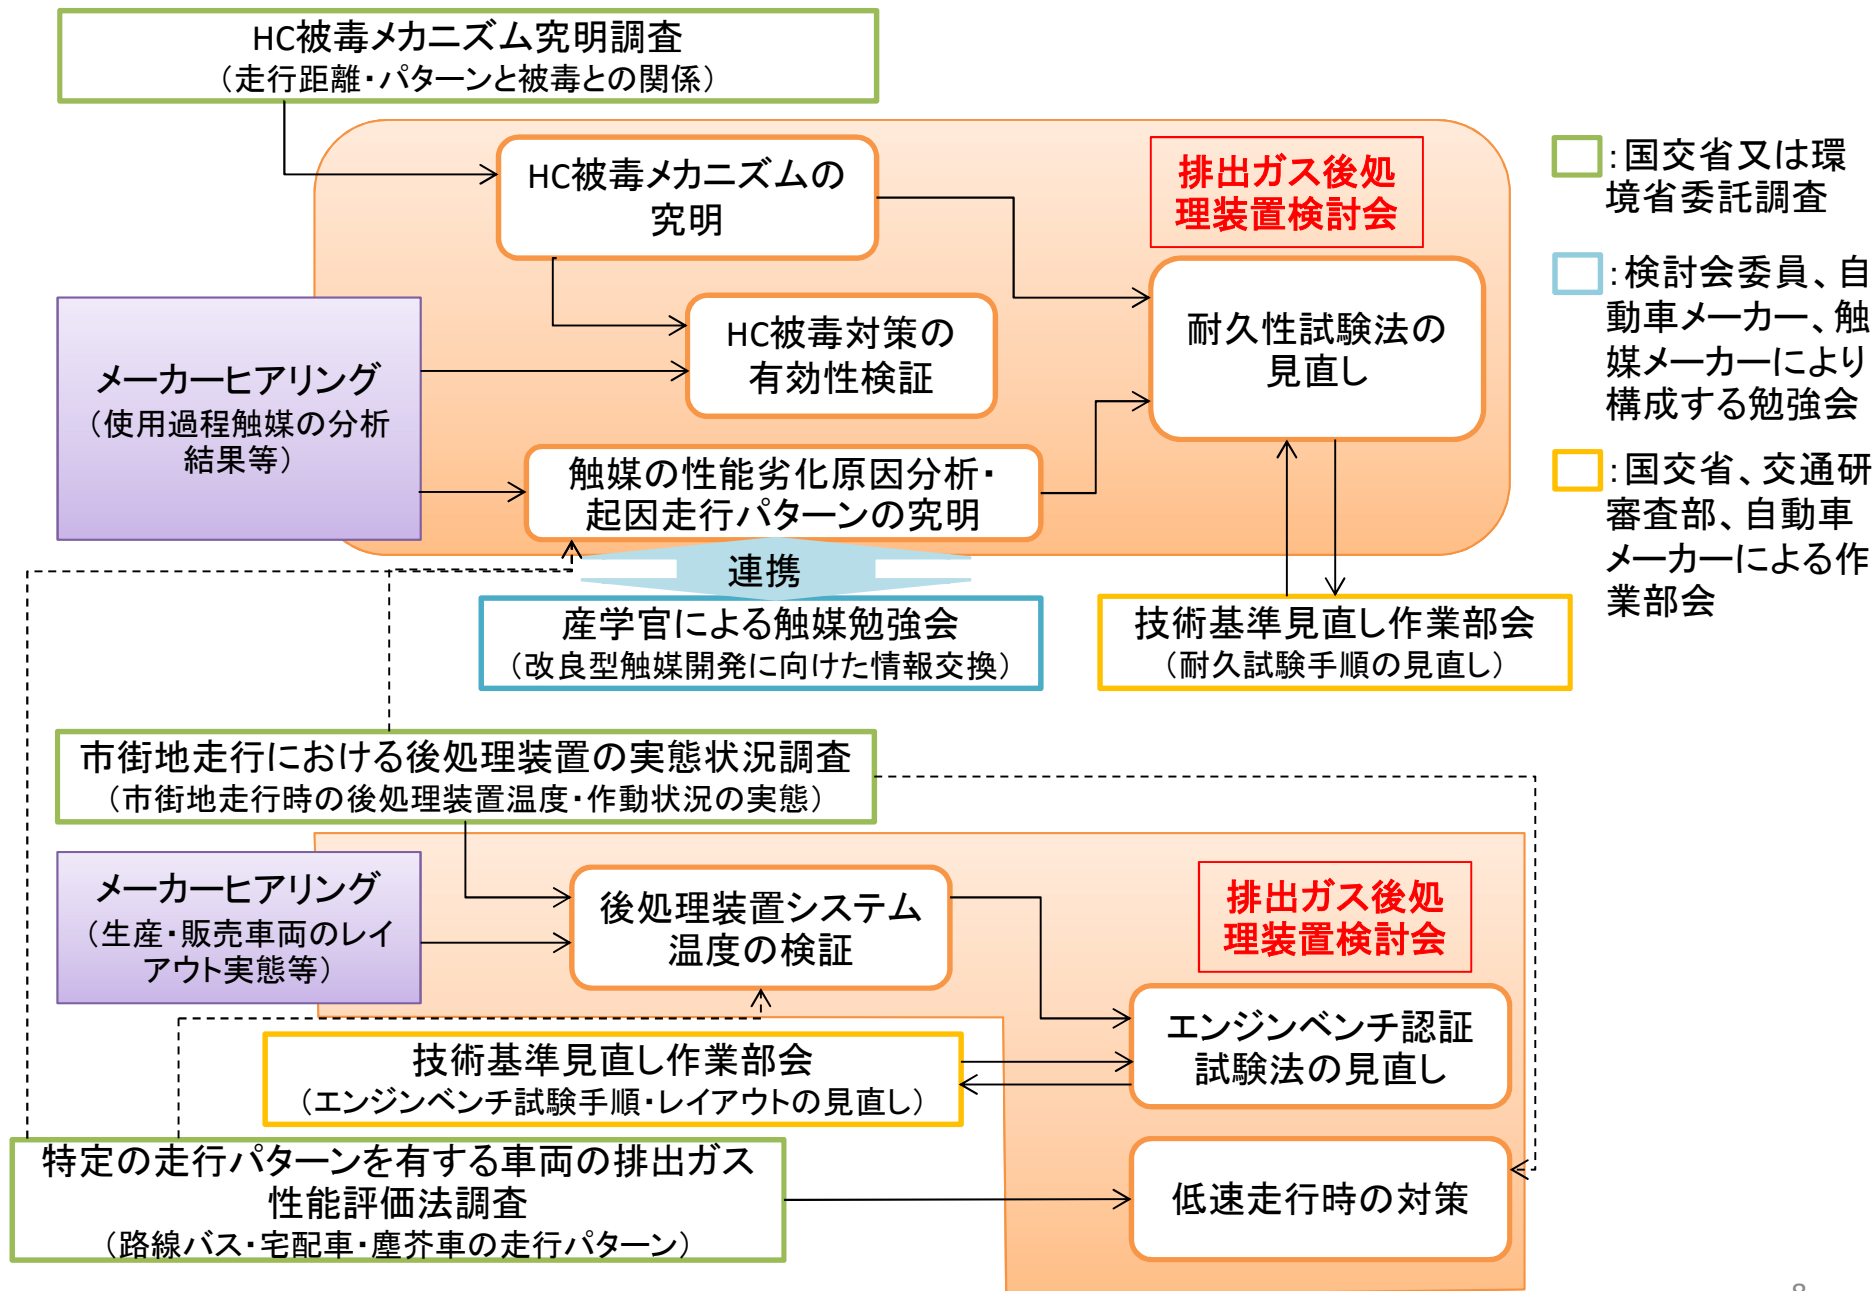 HC被毒メカニズム究明調査
（走行距離・パターンと被毒との関係）
HC被毒メカニズムの
究明
排出ガス後処
理装置検討会
HC被毒対策の
有効性検証
耐久性試験法の
見直し
メーカーヒアリング
（使用過程触媒の分析
結果等）
触媒の性能劣化原因分析・
起因走行パターンの究明
連携
産学官による触媒勉強会
（改良型触媒開発に向けた情報交換）
技術基準見直し作業部会
（耐久試験手順の見直し）
：国交省又は環
境省委託調査
：検討会委員、自
動車メーカー、触
媒メーカーにより
構成する勉強会
：国交省、交通研
審査部、自動車
メーカーによる作
業部会
市街地走行における後処理装置の実態状況調査
（市街地走行時の後処理装置温度・作動状況の実態）
メーカーヒアリング
（生産・販売車両のレイ
アウト実態等）
後処理装置システム
温度の検証
排出ガス後処
理装置検討会
エンジンベンチ認証
試験法の見直し
技術基準見直し作業部会
（エンジンベンチ試験手順・レイアウトの見直し）
特定の走行パターンを有する車両の排出ガス
性能評価法調査
（路線バス・宅配車・塵芥車の走行パターン）
低速走行時の対策